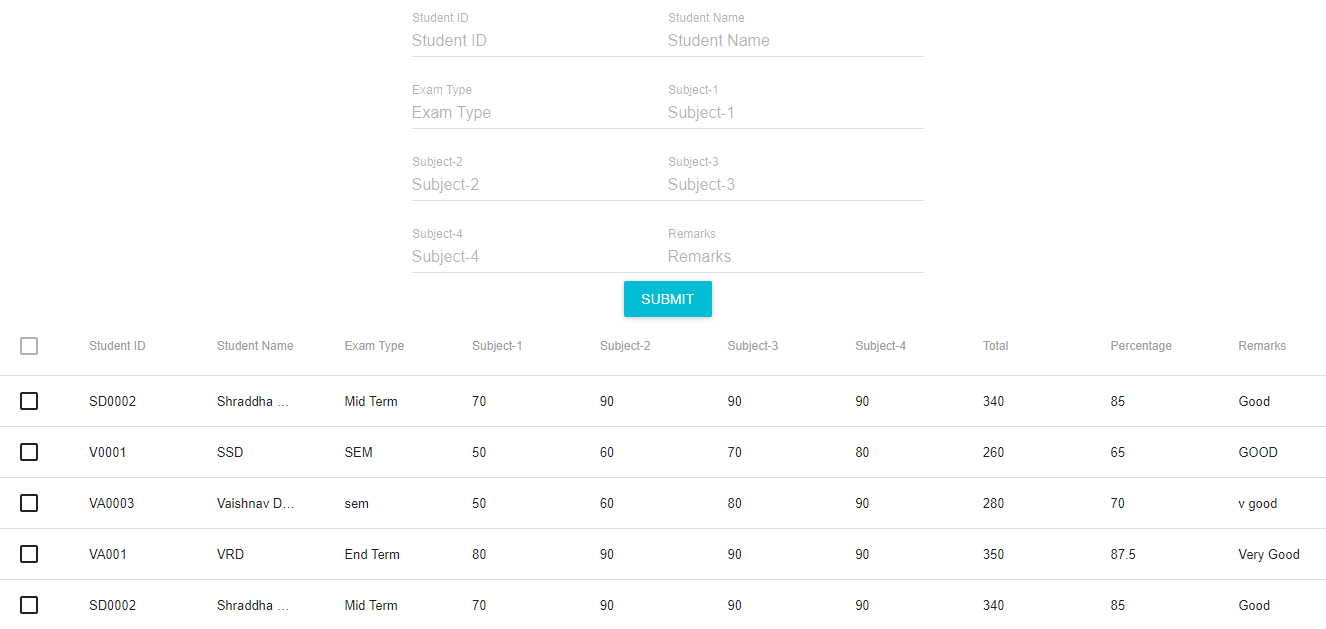 Student ID Student Name
Student ID Student Name
Exam Type Subject-1
Exam Type Subject-1
Subject-2 Subject-3
Subject-2 Subject-3
Subject-4 Remarks
Subject-4 Remarks
SUBMIT
Student ID Student Name Exam Type Subject-1 Subject-2 Subject-3 Subject-4 Total Percentage Remarks
SD0002 Shraddha ... Mid Term 70 90 90 90 340 85 Good
V0001 SSD SEM 50 60 70 80 260 65 GOOD
VA0003 Vaishnav D... sem 50 60 80 90 280 70 v good
VA001 VRD End Term 80 90 90 90 350 87.5 Very Good
SD0002 Shraddha ... Mid Term 70 90 90 90 340 85 Good